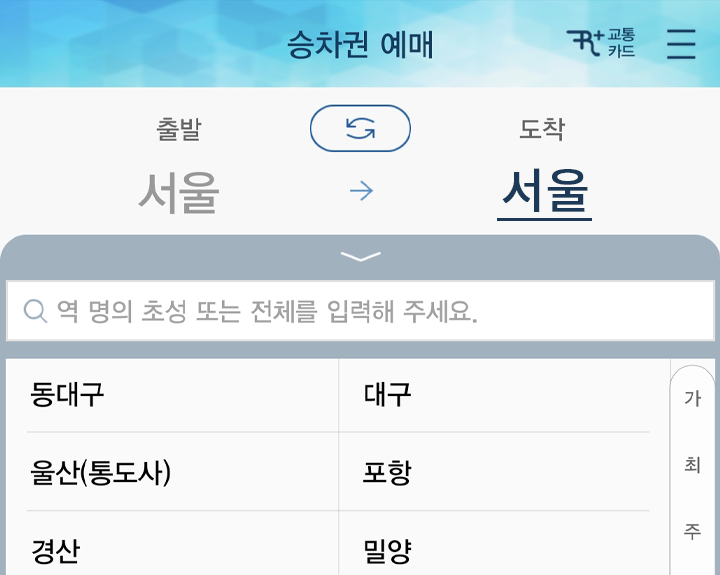 승차권 예매
R+ 교통
카드
출발
도착
서울
서울
역 명의 초성 또는 전체를 입력해 주세요.
동대구
대구
가
울산(통도사)
포항
최
경산
밀양
주